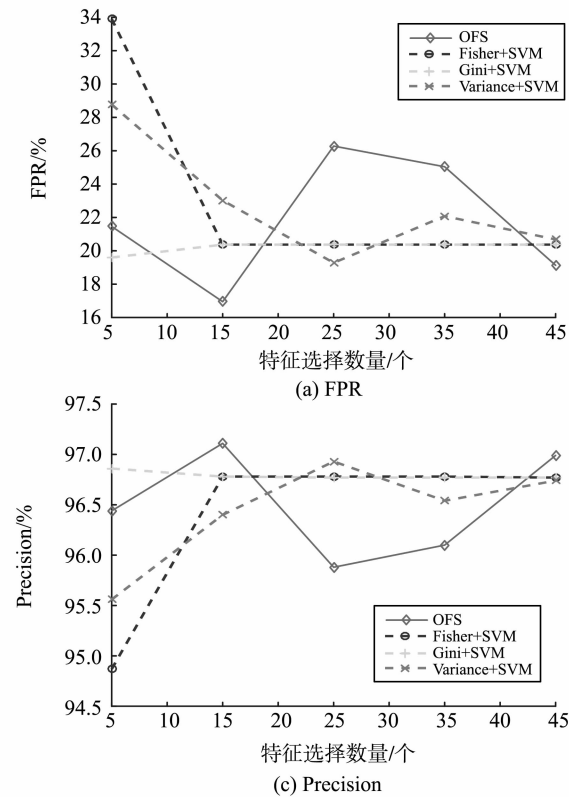 34
32
30
28
26
24
22
20
18
16
FPR/%
OFS
Fisher+SVM
Gini+SVM
Variance+SVM
5 10 15 20 25 30 35 40 45
特征选择数量/个
(a) FPR
97.5
97.0
96.5
96.0
95.5
95.0
94.5
Precision/%
OFS
Fisher+SVM
Gini+SVM
Variance+SVM
5 10 15 20 25 30 35 40 45
特征选择数量/个
(c) Precision